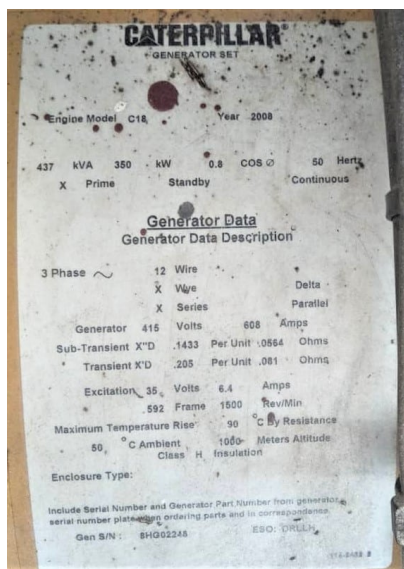 CATERPILLAR®
GENERATOR SET
Engine Model C18 Year 2008
437 kVA 350 kW 0.8 COS Ø 50 Hertz
X Prime Standby Continuous
Generator Data
Generator Data Description
3 Phase ~ 12 Wire
X Wye Delta
X Series Parallel
Generator 415 Volts 608 Amps
Sub-Transient X"D .1433 Per Unit .0564 Ohms
Transient X'D .205 Per Unit .081 Ohms
Excitation 35 Volts 6.4 Amps
592 Frame 1500 Rev/Min
Maximum Temperature Rise 90 °C By Resistance
50 °C Ambient 1000 Meters Altitude
Class H Insulation
Enclosure Type:
Include Serial Number and Generator Part Number from generator
serial number plate when ordering parts and in correspondance.
Gen S/N : ESO: